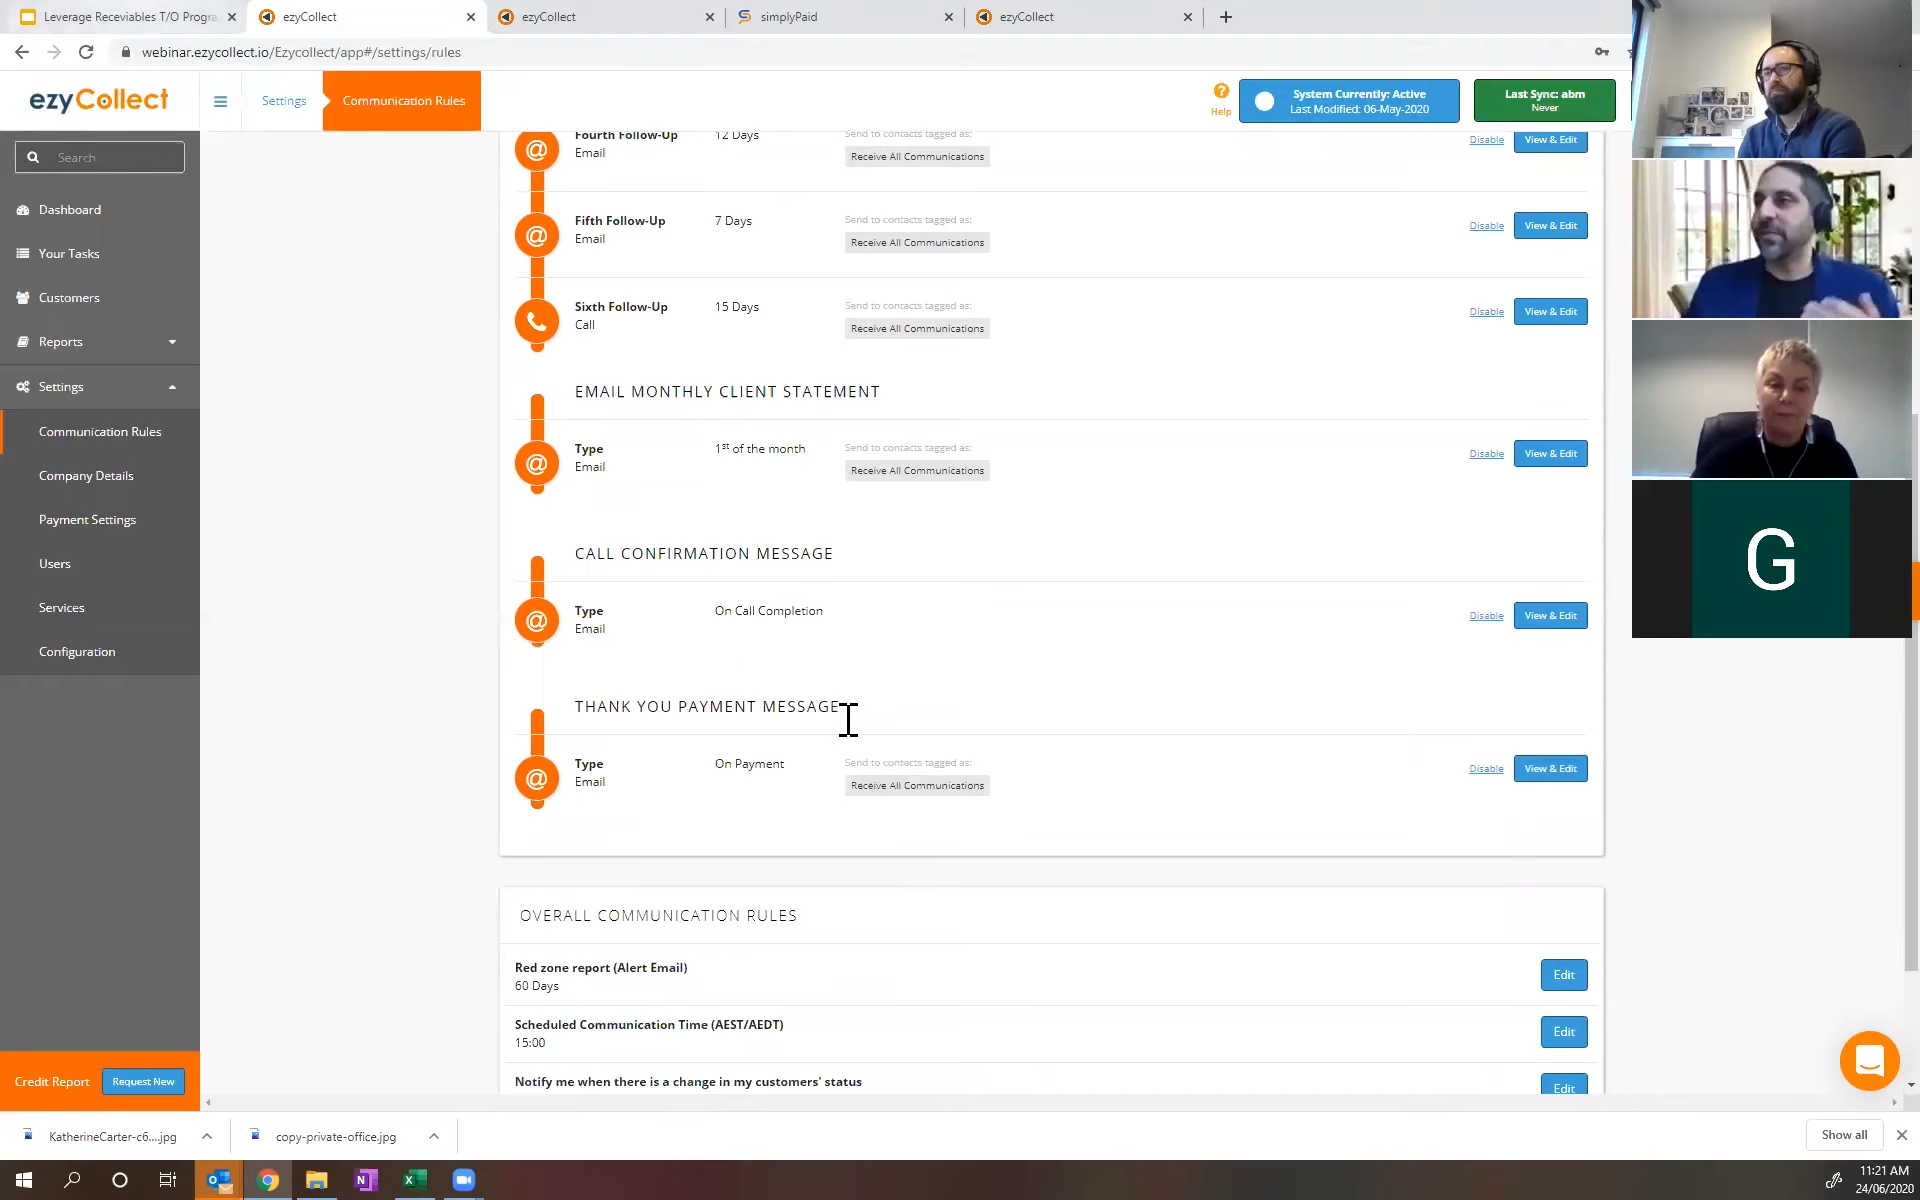 Leverage Receviables T/O Progra
ezyCollect
ezyCollect
simplyPaid
ezyCollect
webinar.ezycollect.io/Ezycollect/app#/settings/rules
ezyCollect
Settings
Communication Rules
Help
System Currently: Active
Last Modified: 06-May-2020
Last Sync: abm
Never
Search
Dashboard
Your Tasks
Customers
Reports
Settings
Communication Rules
Company Details
Payment Settings
Users
Services
Configuration
Credit Report
Request New
Fourth Follow-Up
Email
12 Days
Send to contacts tagged as:
Receive All Communications
Disable
View & Edit
Fifth Follow-Up
Email
7 Days
Send to contacts tagged as:
Receive All Communications
Disable
View & Edit
Sixth Follow-Up
Call
15 Days
Send to contacts tagged as:
Receive All Communications
Disable
View & Edit
EMAIL MONTHLY CLIENT STATEMENT
Type
Email
1st of the month
Send to contacts tagged as:
Receive All Communications
Disable
View & Edit
CALL CONFIRMATION MESSAGE
Type
Email
On Call Completion
Disable
View & Edit
THANK YOU PAYMENT MESSAGE
Type
Email
On Payment
Send to contacts tagged as:
Receive All Communications
Disable
View & Edit
OVERALL COMMUNICATION RULES
Red zone report (Alert Email)
60 Days
Edit
Scheduled Communication Time (AEST/AEDT)
15:00
Edit
Notify me when there is a change in my customers' status
Edit
G
KatherineCarter-c6....jpg
copy-private-office.jpg
Show all
11:21 AM
24/06/2020